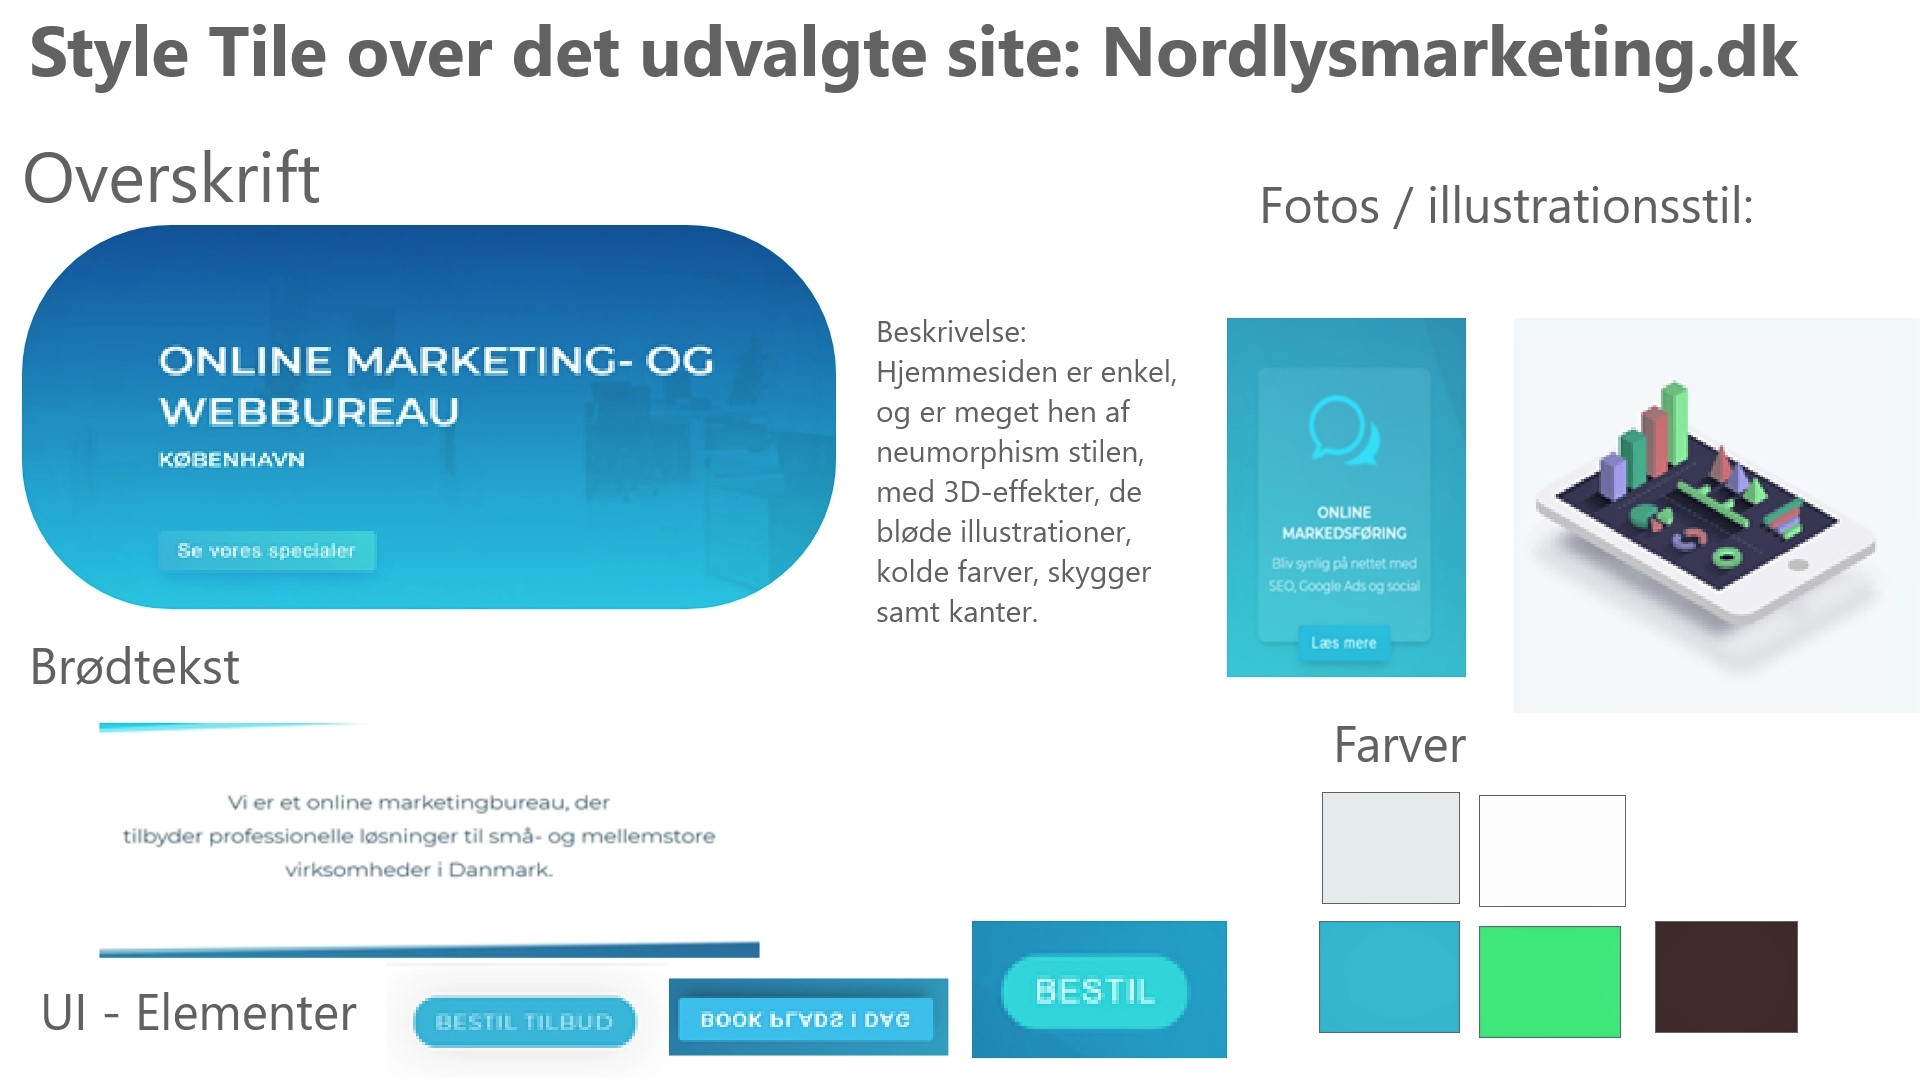 Style Tile over det udvalgte site: Nordlysmarketing.dk
Overskrift
ONLINE MARKETING- OG
WEBBUREAU
KØBENHAVN
Se vores specialer
Beskrivelse:
Hjemmesiden er enkel,
og er meget hen af
neumorphism stilen,
med 3D-effekter, de
bløde illustrationer,
kolde farver, skygger
samt kanter.
Fotos / illustrationsstil:
ONLINE
MARKEDSFØRING
Bliv synlig på nettet med
SEO, Google Ads og social
Læs mere
Brødtekst
Vi er et online marketingbureau, der
tilbyder professionelle løsninger til små- og mellemstore
virksomheder i Danmark.
Farver
UI - Elementer
BESTIL TILBUD
BOOK PLADS I DAG
BESTIL